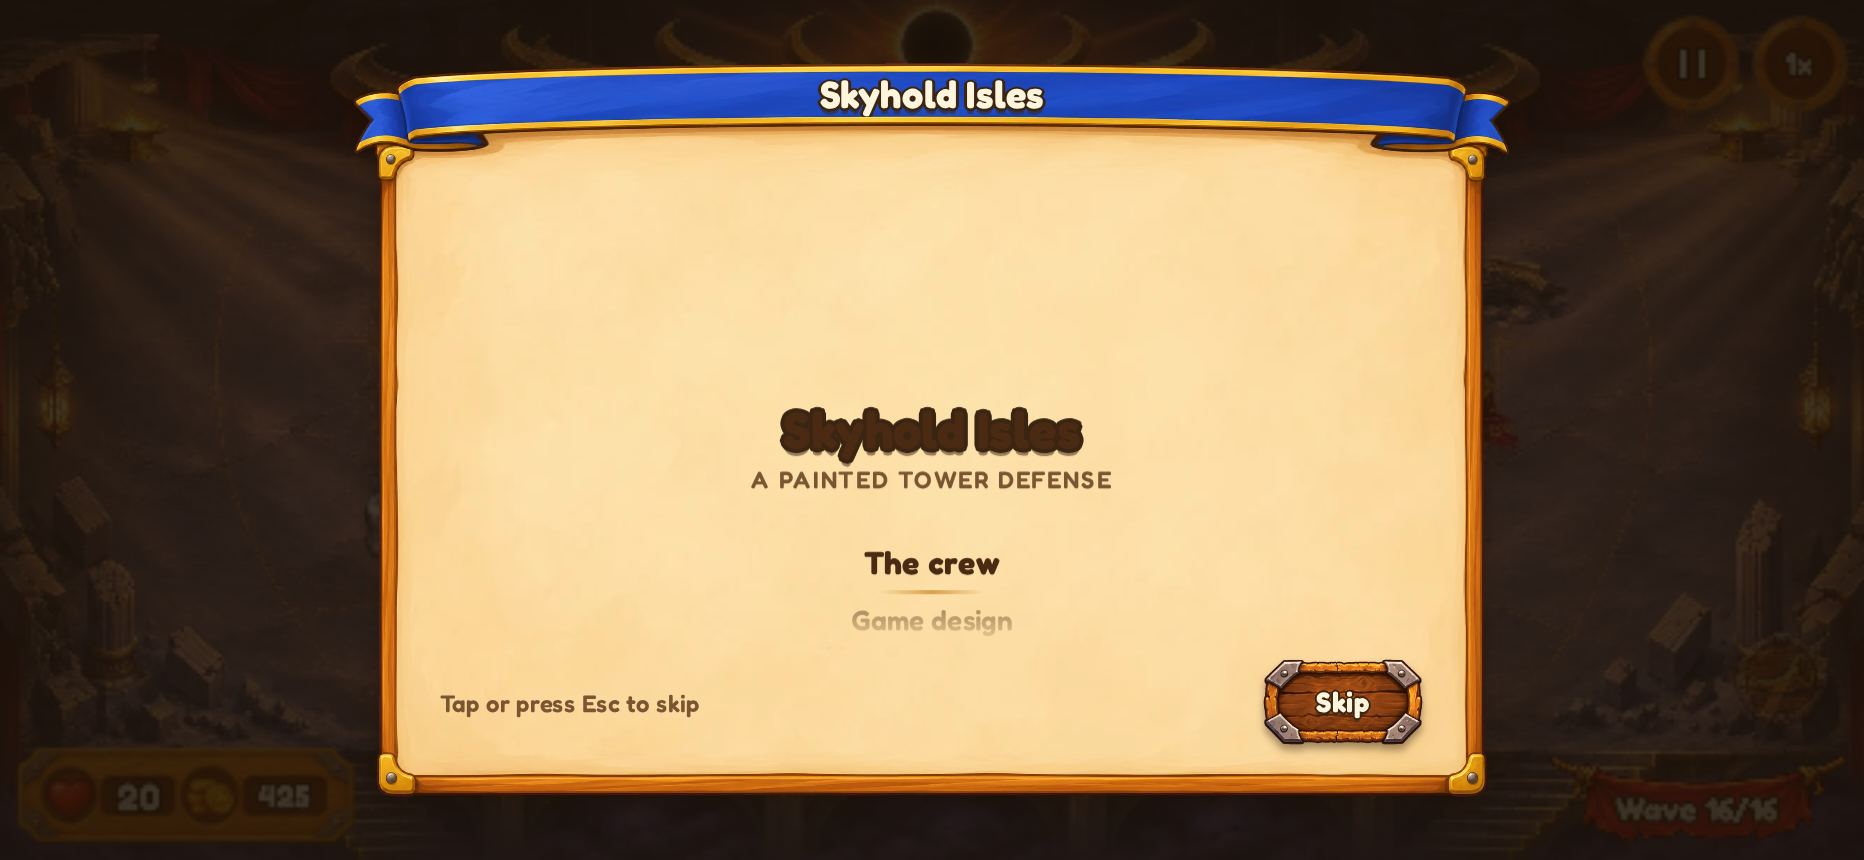 1x
Skyhold Isles
Skyhold Isles
A PAINTED TOWER DEFENSE
The crew
Game design
Tap or press Esc to skip
Skip
20
425
Wave 16/16